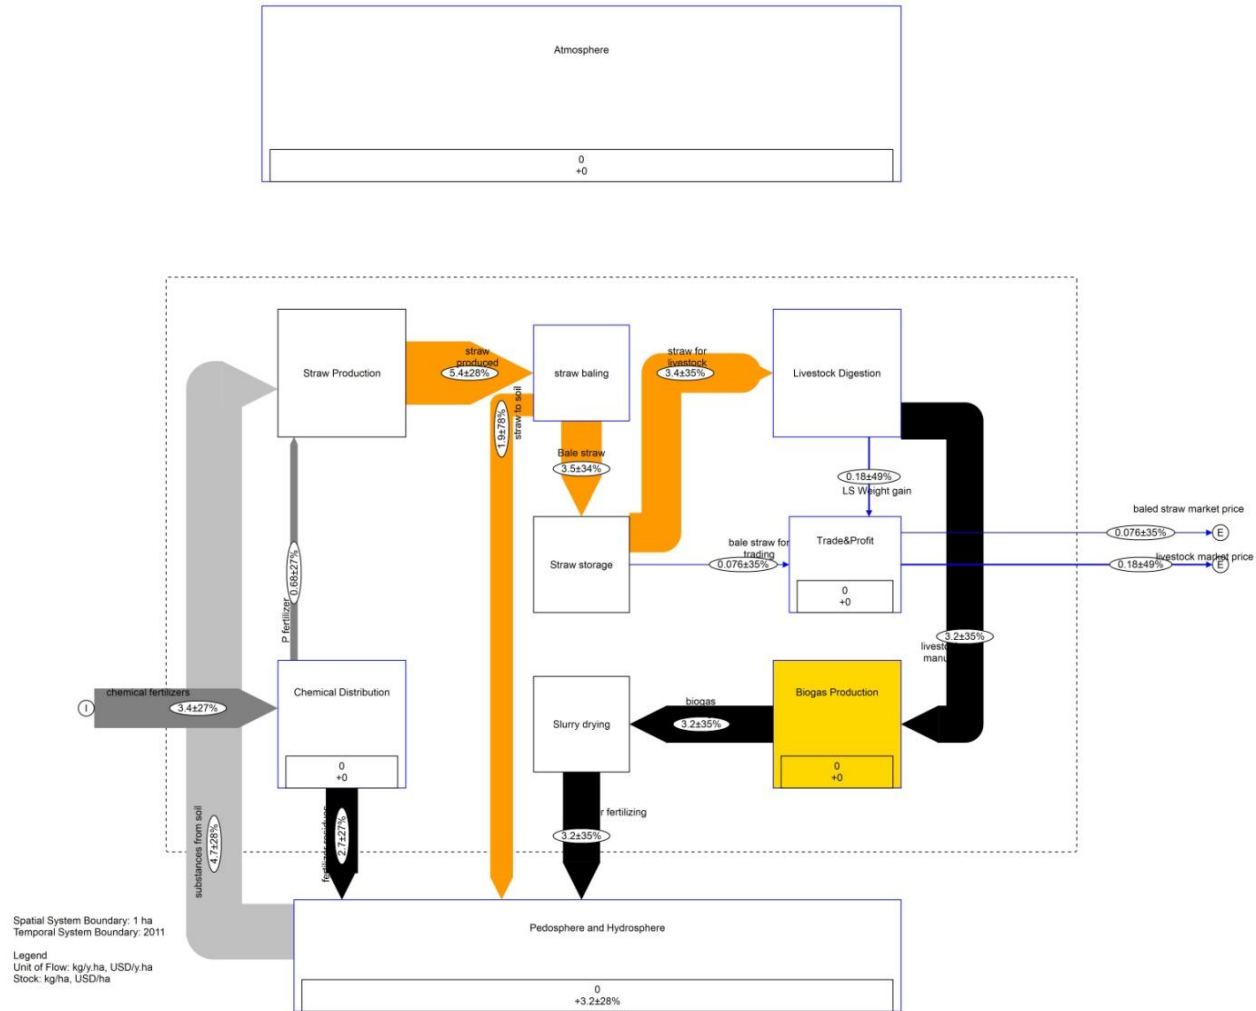 Atmosphere
0
+0
Straw Production
straw
produced
5.4±28%
straw baling
straw for
livestock
3.4±35%
Livestock Digestion
1.9±78%
straw to soil
Bale straw
3.5±34%
0.18±49%
LS Weight gain
baled straw market price
0.076±35%
E
livestock market price
0.18±49%
E
Straw storage
bale straw for
trading
0.076±35%
Trade&Profit
0
+0
0.68±27%
P fertilizer
3.2±35%
chemical fertilizers
I
3.4±27%
Chemical Distribution
0
+0
Slurry drying
biogas
3.2±35%
Biogas Production
0
+0
substances from soil
4.7±28%
fertilizer residues
2.7±27%
r fertilizing
3.2±35%
Pedosphere and Hydrosphere
0
+3.2±28%
Spatial System Boundary: 1 ha
Temporal System Boundary: 2011
Legend
Unit of Flow: kg/y.ha, USD/y.ha
Stock: kg/ha, USD/ha